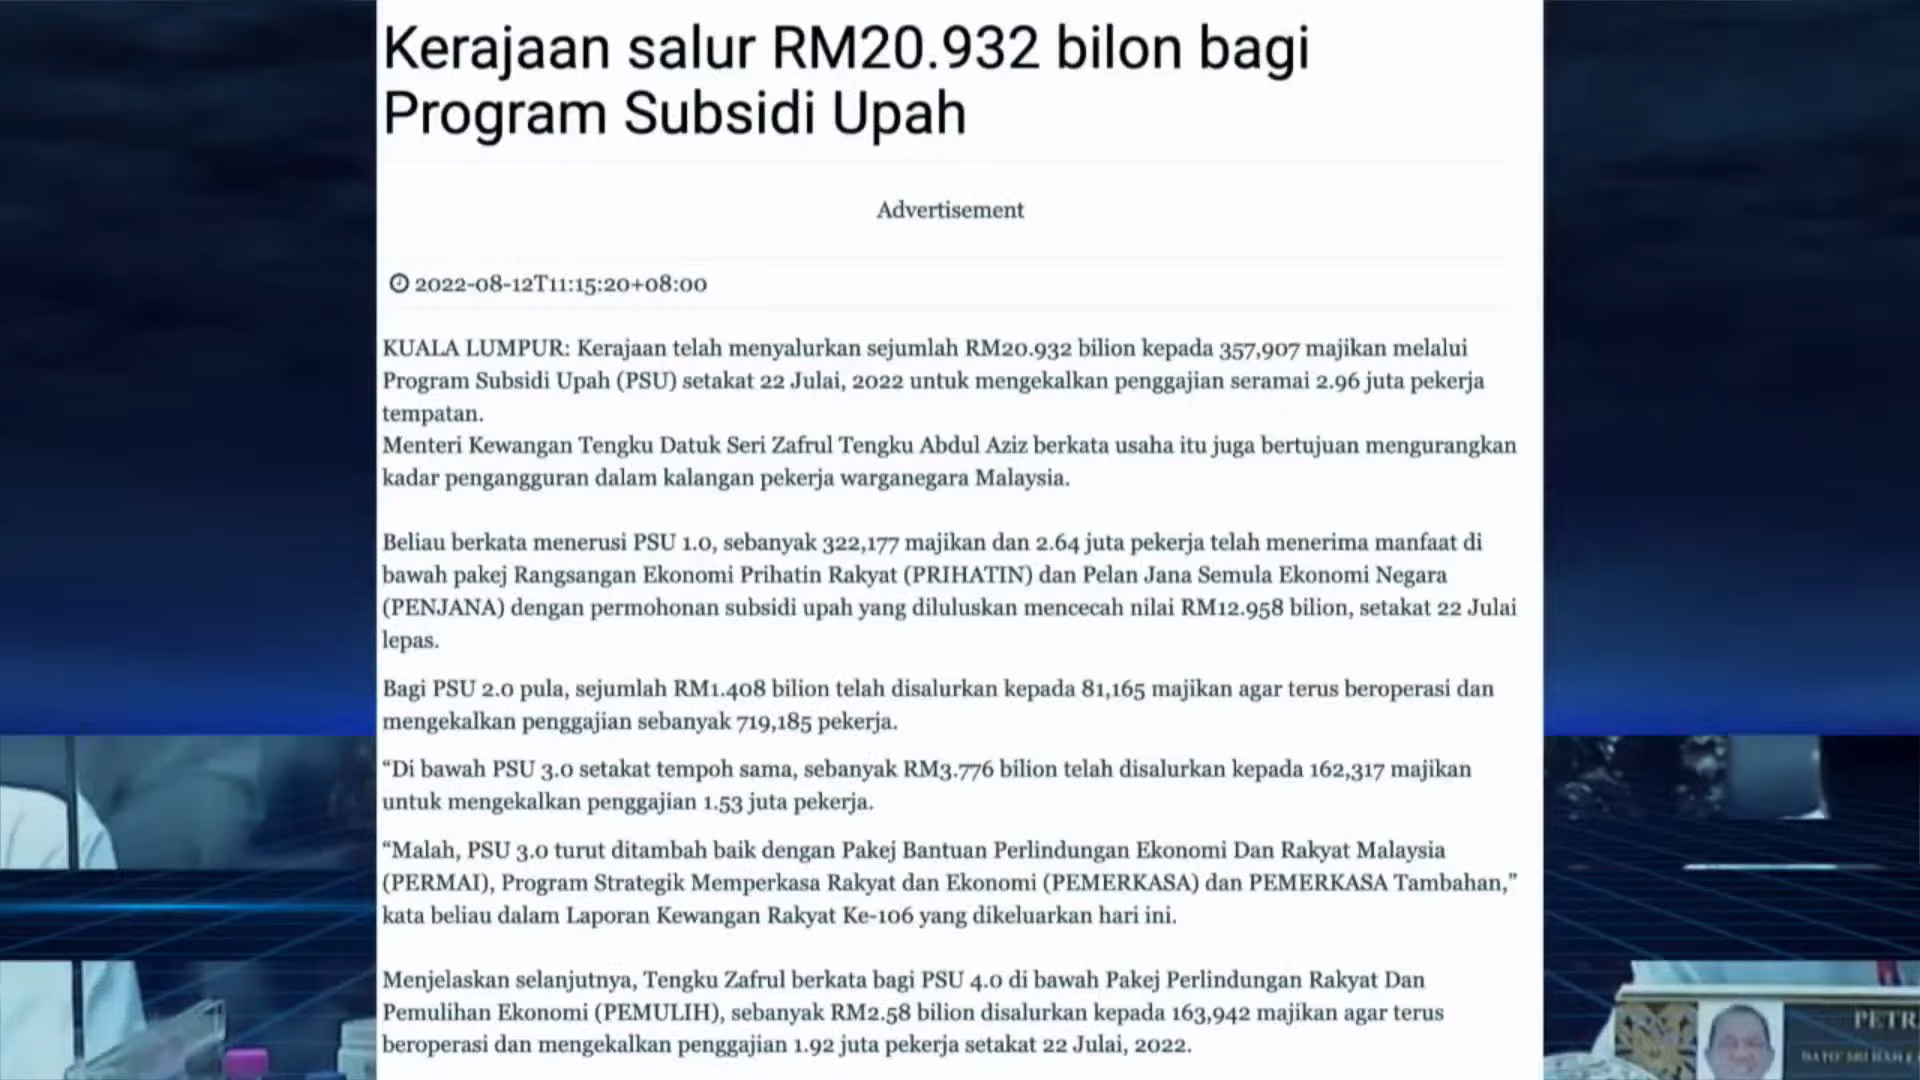 Kerajaan salur RM20.932 bilon bagi
Program Subsidi Upah
Advertisement
2022-08-12T11:15:20+08:00
KUALA LUMPUR: Kerajaan telah menyalurkan sejumlah RM20.932 bilion kepada 357,907 majikan melalui
Program Subsidi Upah (PSU) setakat 22 Julai, 2022 untuk mengekalkan penggajian seramai 2.96 juta pekerja
tempatan.
Menteri Kewangan Tengku Datuk Seri Zafrul Tengku Abdul Aziz berkata usaha itu juga bertujuan mengurangkan
kadar pengangguran dalam kalangan pekerja warganegara Malaysia.
Beliau berkata menerusi PSU 1.0, sebanyak 322,177 majikan dan 2.64 juta pekerja telah menerima manfaat di
bawah pakej Rangsangan Ekonomi Prihatin Rakyat (PRIHATIN) dan Pelan Jana Semula Ekonomi Negara
(PENJANA) dengan permohonan subsidi upah yang diluluskan mencecah nilai RM12.958 bilion, setakat 22 Julai
lepas.
Bagi PSU 2.0 pula, sejumlah RM1.408 bilion telah disalurkan kepada 81,165 majikan agar terus beroperasi dan
mengekalkan penggajian sebanyak 719,185 pekerja.
“Di bawah PSU 3.0 setakat tempoh sama, sebanyak RM3.776 bilion telah disalurkan kepada 162,317 majikan
untuk mengekalkan penggajian 1.53 juta pekerja.
“Malah, PSU 3.0 turut ditambah baik dengan Pakej Bantuan Perlindungan Ekonomi Dan Rakyat Malaysia
(PERMAI), Program Strategik Memperkasa Rakyat dan Ekonomi (PEMERKASA) dan PEMERKASA Tambahan,”
kata beliau dalam Laporan Kewangan Rakyat Ke-106 yang dikeluarkan hari ini.
Menjelaskan selanjutnya, Tengku Zafrul berkata bagi PSU 4.0 di bawah Pakej Perlindungan Rakyat Dan
Pemulihan Ekonomi (PEMULIH), sebanyak RM2.58 bilion disalurkan kepada 163,942 majikan agar terus
beroperasi dan mengekalkan penggajian 1.92 juta pekerja setakat 22 Julai, 2022.
PETR